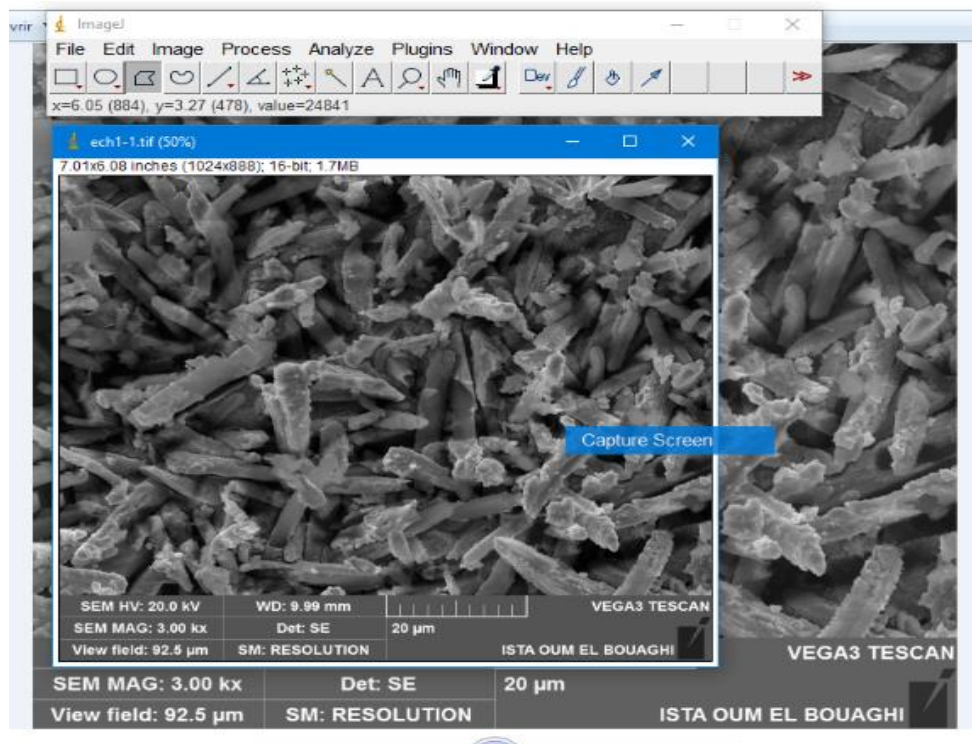 vrir
ImageJ
File Edit Image Process Analyze Plugins Window Help
A Dev
x=6.05 (884), y=3.27 (478), value=24841
ech1-1.tif (50%)
7.01x6.08 inches (1024x888); 16-bit; 1.7MB
Capture Screen
SEM HV: 20.0 kV WD: 9.99 mm VEGA3 TESCAN
SEM MAG: 3.00 kx Det: SE 20 µm
View field: 92.5 µm SM: RESOLUTION ISTA OUM EL BOUAGHI
VEGA3 TESCAN
SEM MAG: 3.00 kx Det: SE 20 µm
View field: 92.5 µm SM: RESOLUTION ISTA OUM EL BOUAGHI